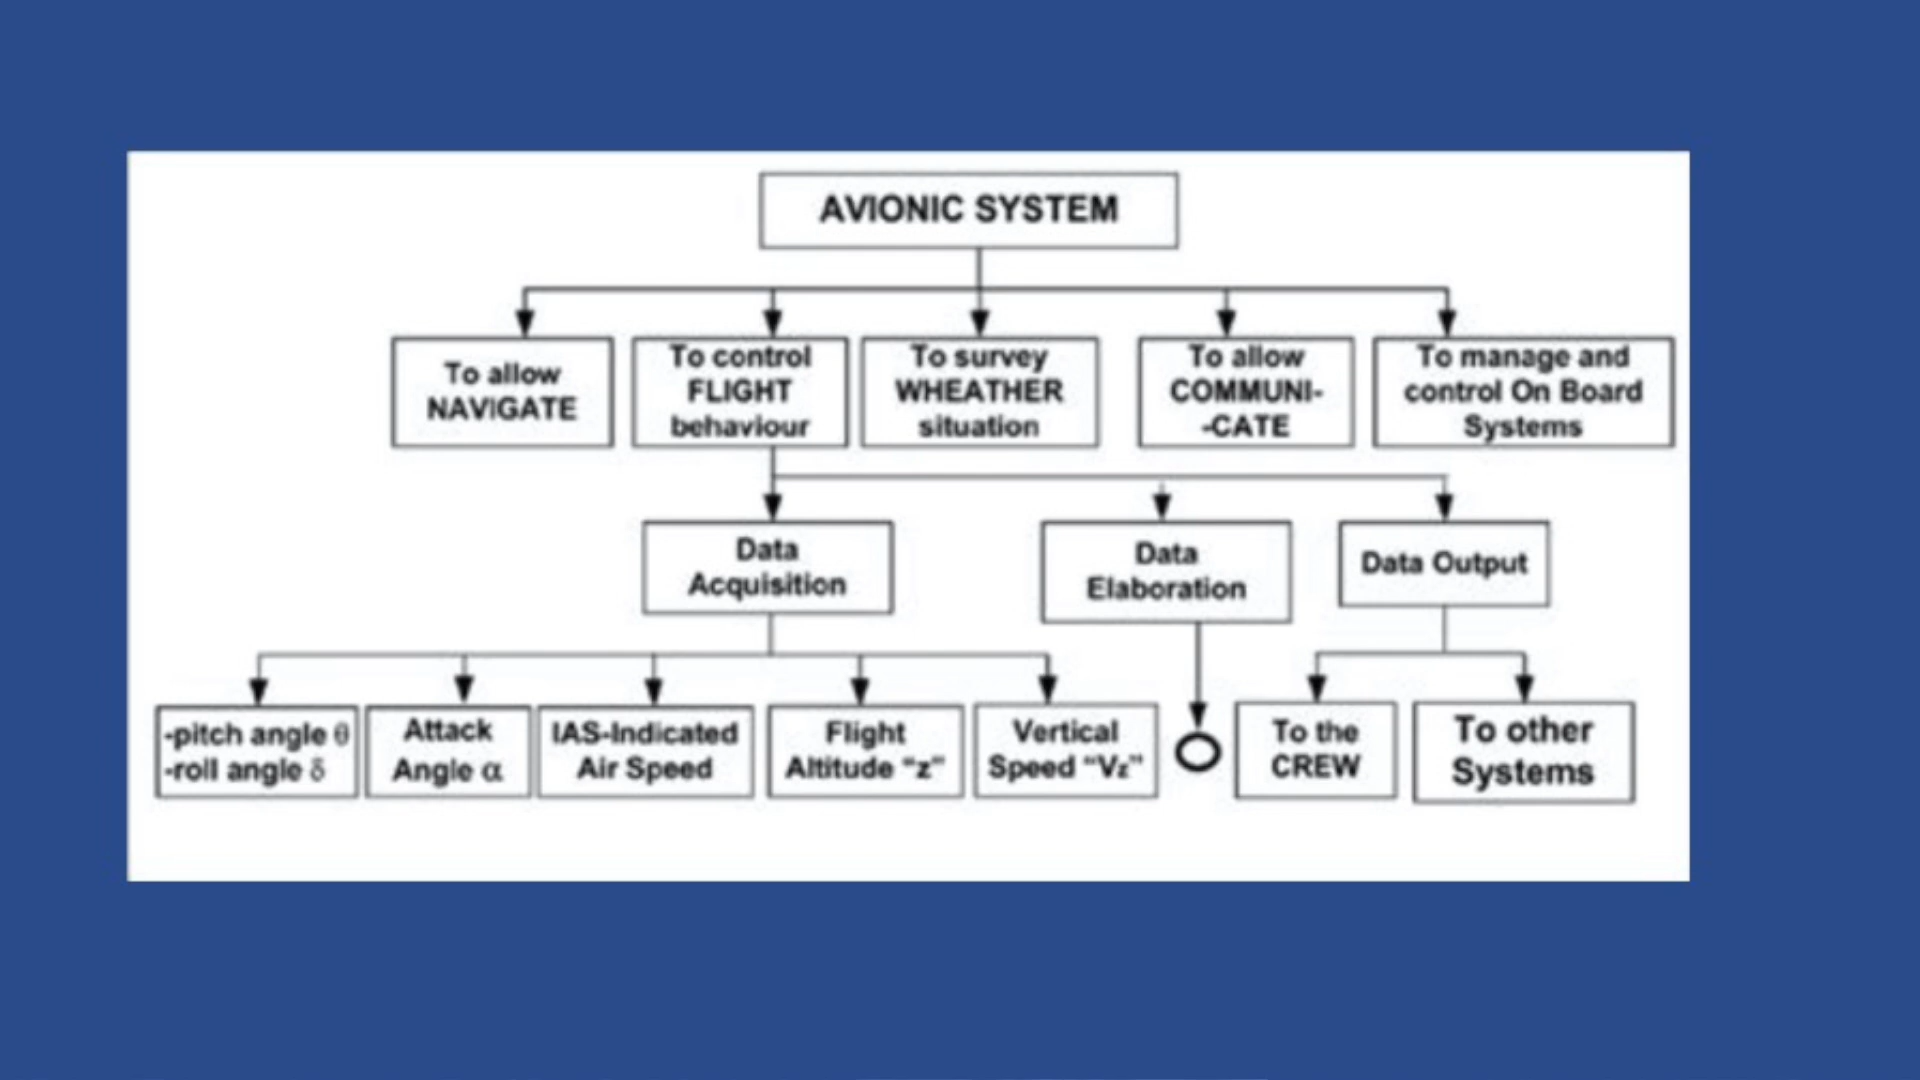 AVIONIC SYSTEM
To allow
NAVIGATE
To control
FLIGHT
behaviour
To survey
WHEATHER
situation
To allow
COMMUNI-
-CATE
To manage and
control On Board
Systems
Data
Acquisition
Data
Elaboration
Data Output
-pitch angle θ
-roll angle δ
Attack
Angle α
IAS-Indicated
Air Speed
Flight
Altitude “z”
Vertical
Speed “Vz”
To the
CREW
To other
Systems